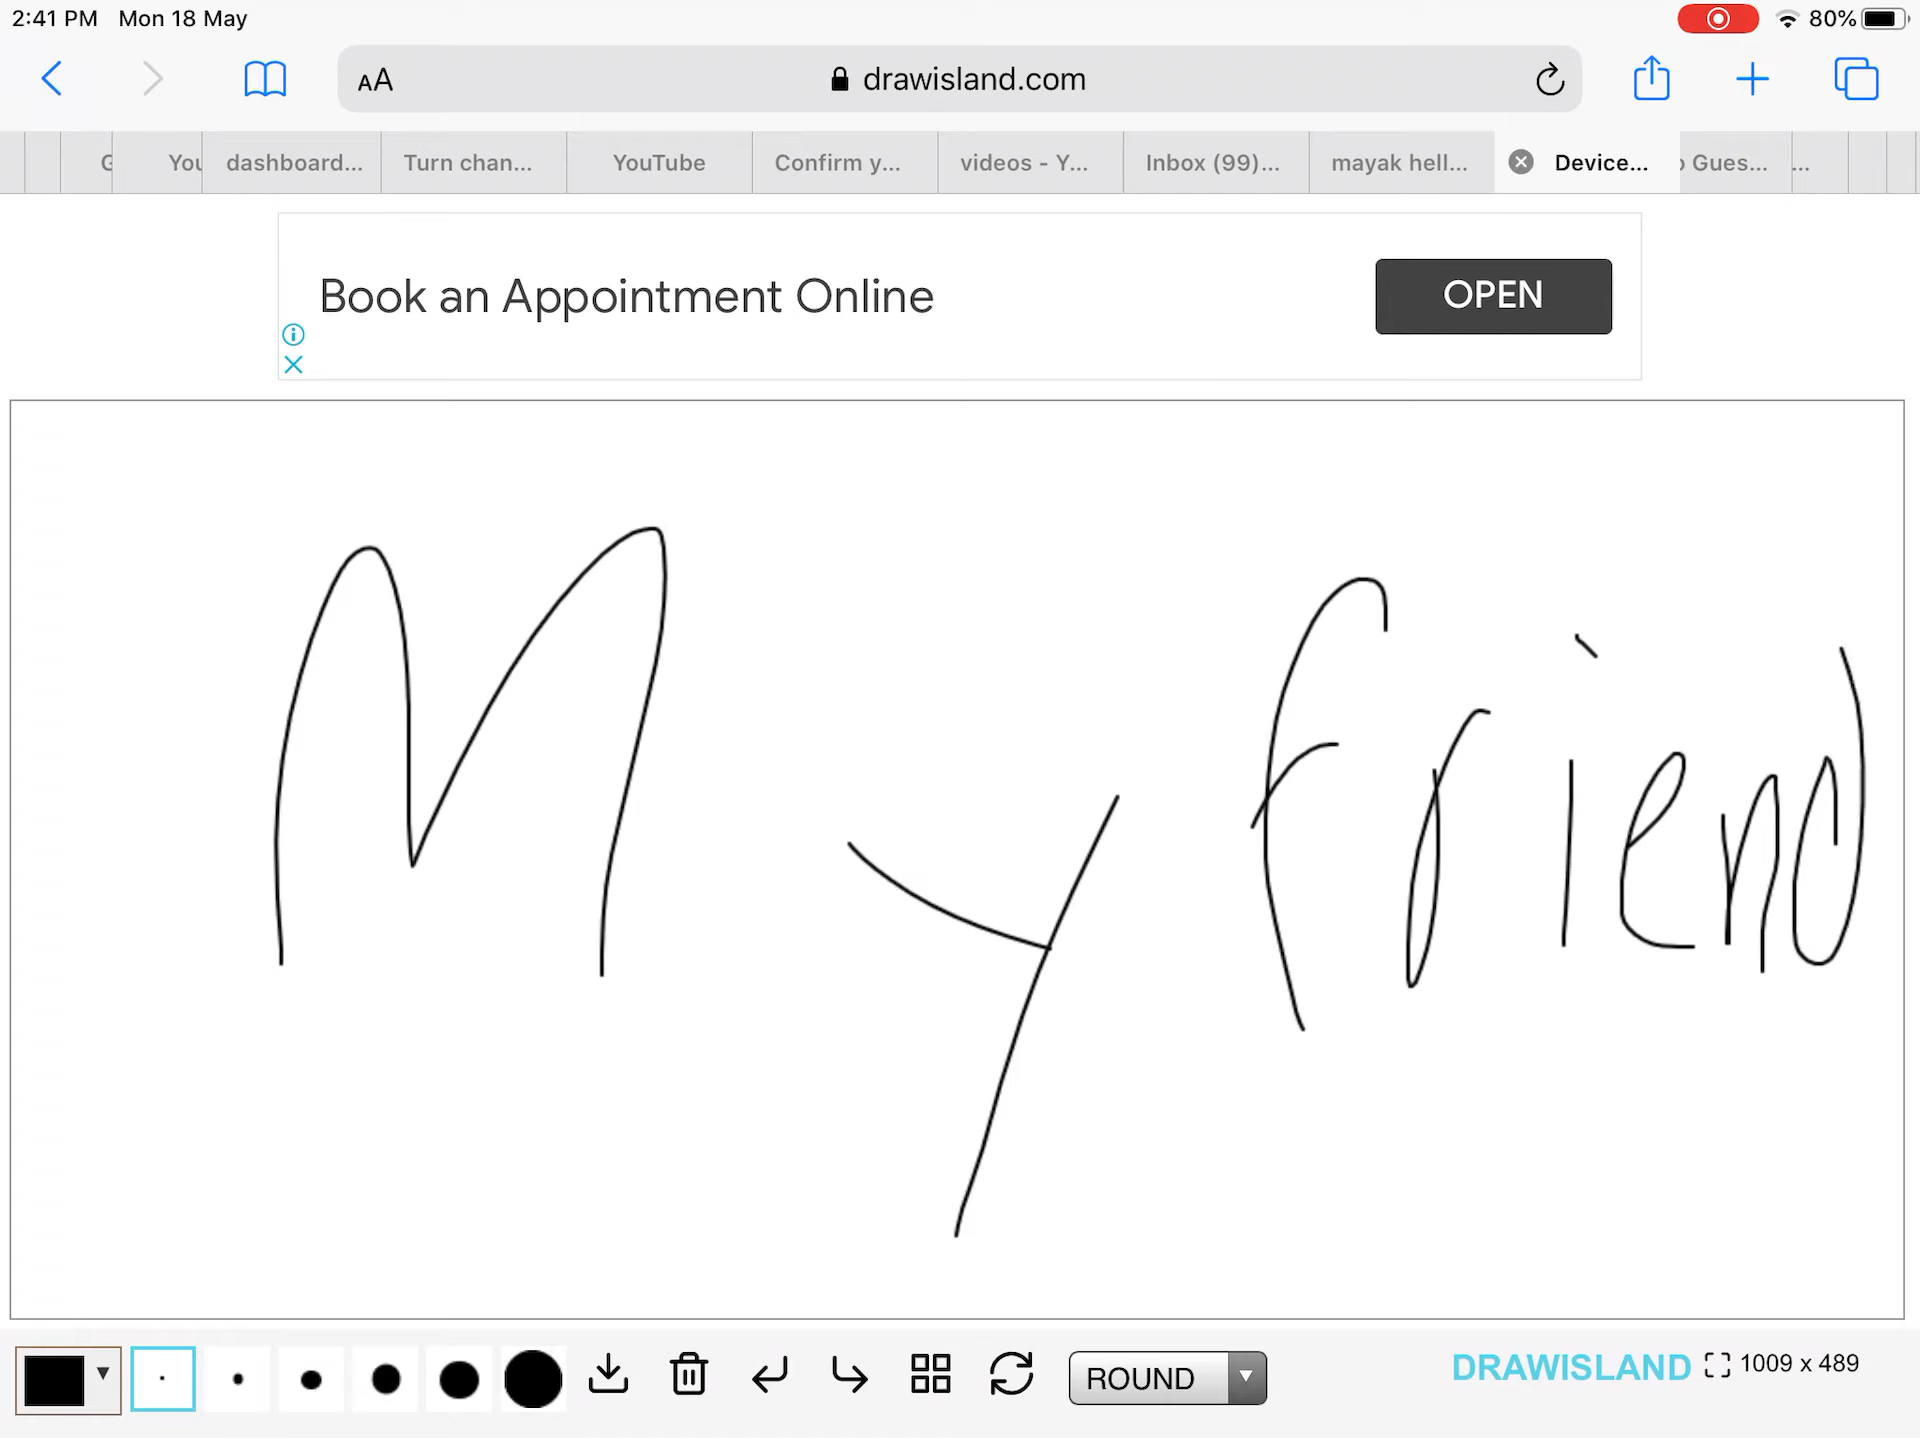 2:41 PM Mon 18 May 80%
AA drawisland.com
G You dashboard... Turn chan... YouTube Confirm y... videos - Y... Inbox (99)... mayak hell... Device... Gues... ...
Book an Appointment Online OPEN
My friend
ROUND DRAWISLAND 1009 x 489